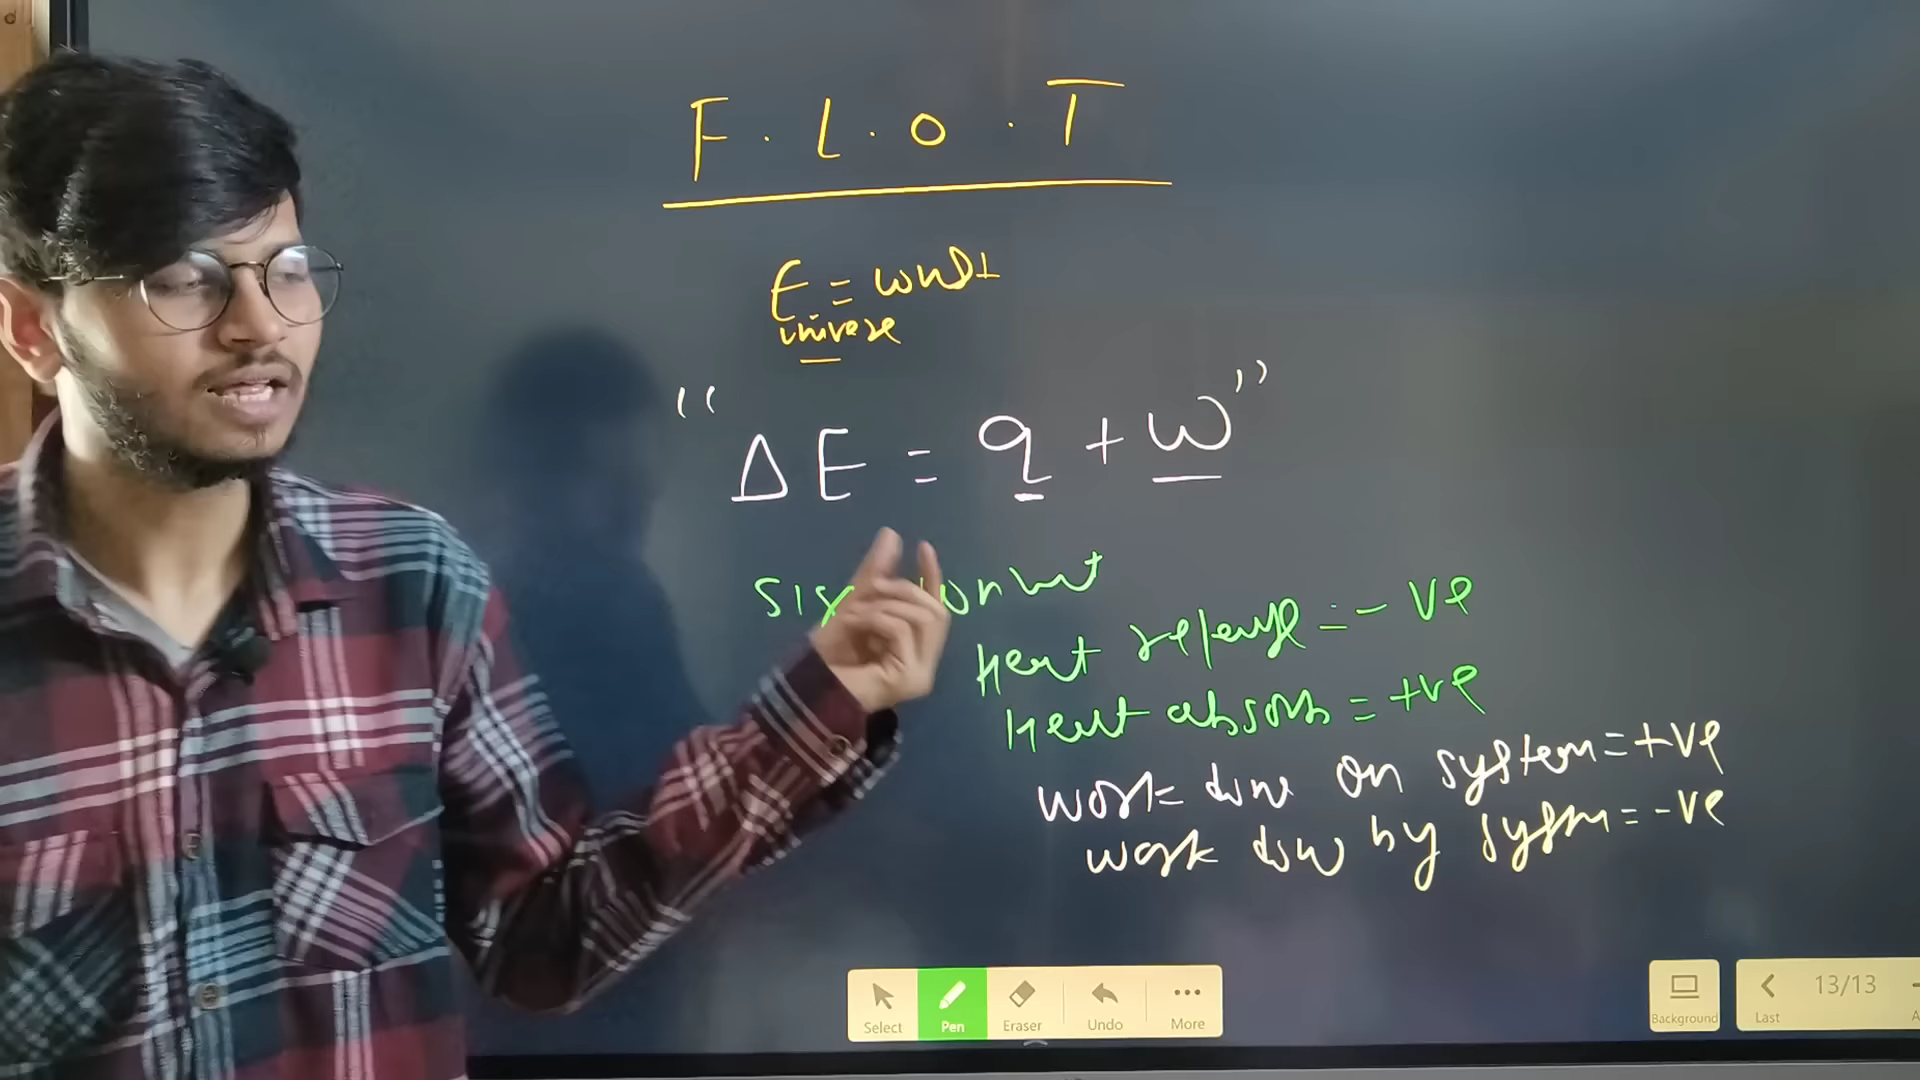 F. L. O. T
E = const
universe
" ΔE = q + w "
Sign
Heat release = - ve
Heat absorb = +ve
work done on system = +ve
work done by system = -ve
Select Pen Eraser Undo More
Background
Last
13/13